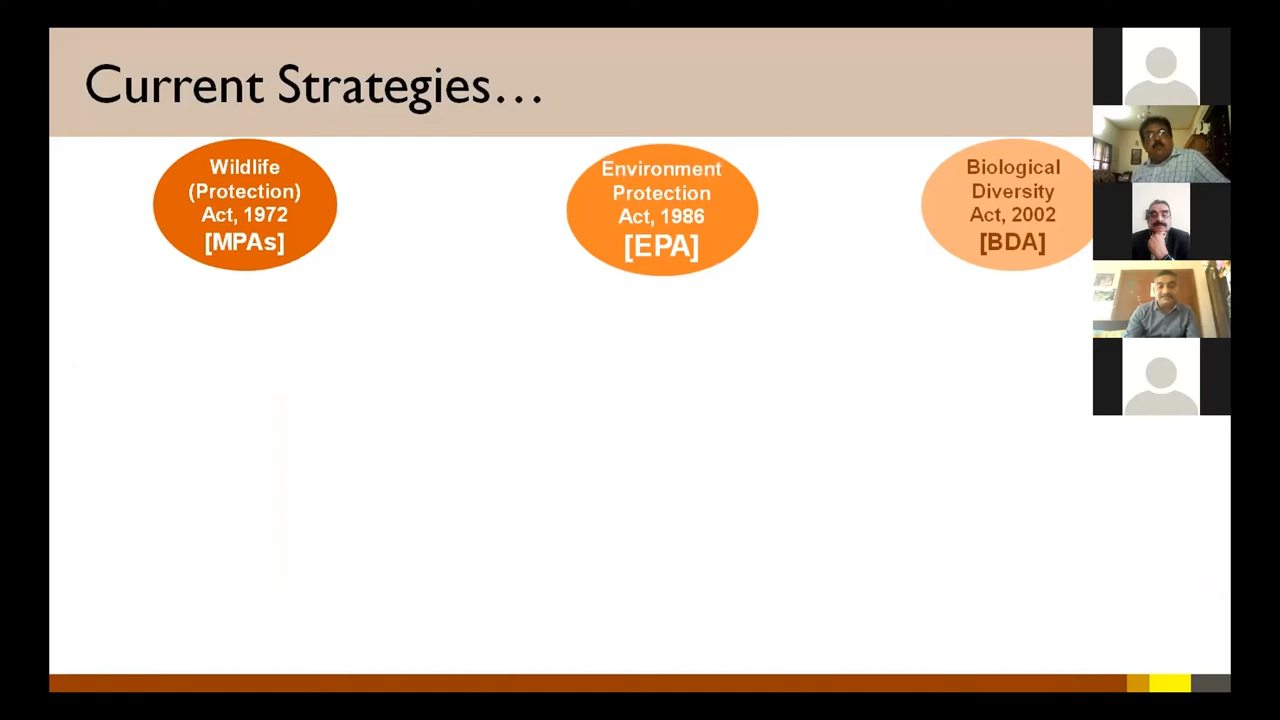 Current Strategies…
Wildlife
(Protection)
Act, 1972
[MPAs]
Environment
Protection
Act, 1986
[EPA]
Biological
Diversity
Act, 2002
[BDA]